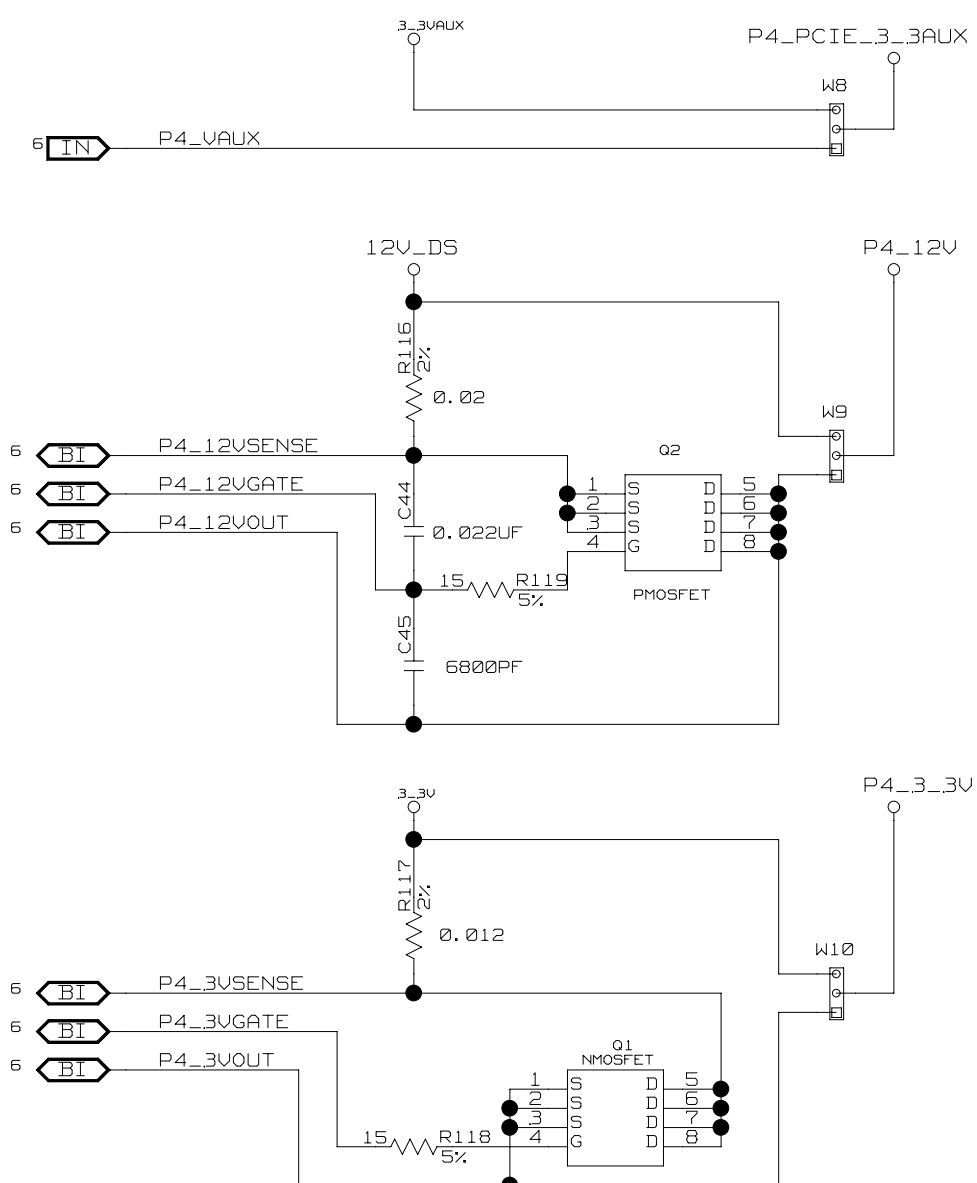 3_3VAUX
P4_PCIE_3_3AUX
W8
6 IN P4_VAUX
12V_DS
P4_12V
R116
2%
0.02
W9
6 BI P4_12VSENSE
Q2
6 BI P4_12VGATE
C44
1 S D 5
2 S D 6
6 BI P4_12VOUT
0.022UF
3 S D 7
4 G D 8
15 R119
5%
PMOSFET
C45
6800PF
3_3V
P4_3_3V
R117
2%
0.012
W10
6 BI P4_3VSENSE
6 BI P4_3VGATE
Q1
NMOSFET
6 BI P4_3VOUT
1 S D 5
2 S D 6
3 S D 7
15 R118 4 G D 8
5%